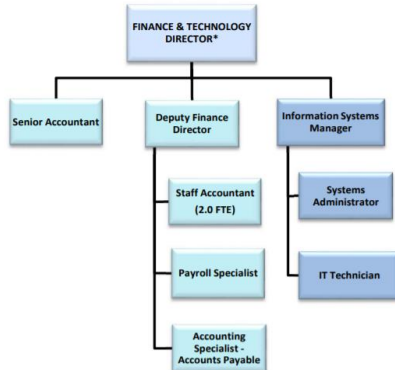 FINANCE & TECHNOLOGY
DIRECTOR*
Senior Accountant
Deputy Finance
Director
Information Systems
Manager
Staff Accountant
(2.0 FTE)
Systems
Administrator
Payroll Specialist
IT Technician
Accounting
Specialist -
Accounts Payable